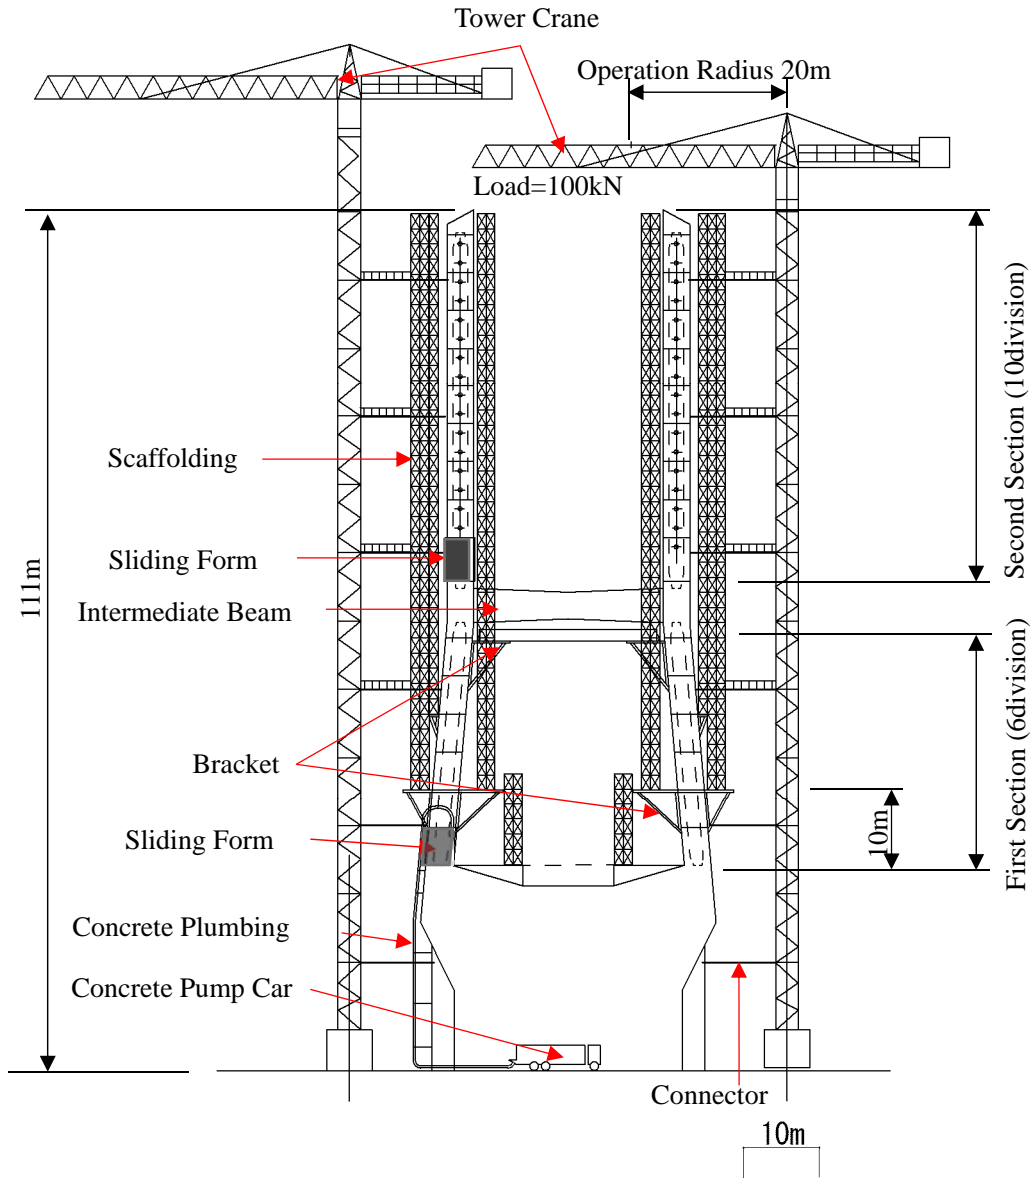 Tower Crane
Operation Radius 20m
Load=100kN
Second Section (10division)
Scaffolding
Sliding Form
111m
Intermediate Beam
First Section (6division)
Bracket
Sliding Form
10m
Concrete Plumbing
Concrete Pump Car
Connector
10m